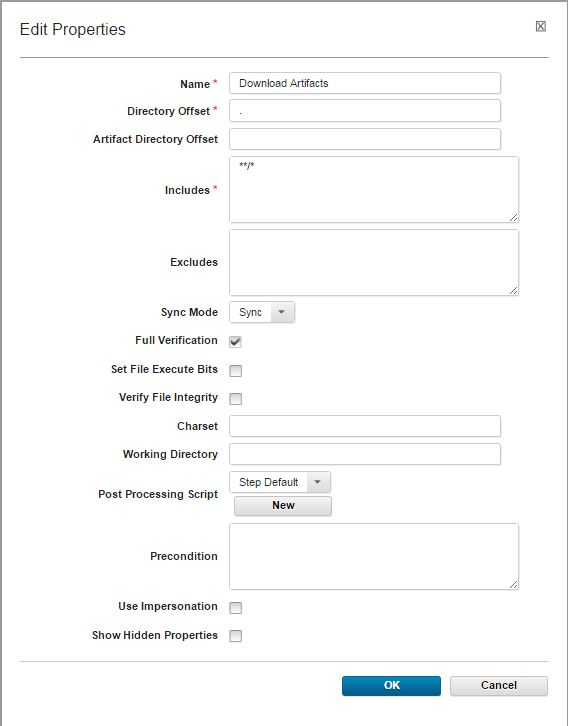 Edit Properties
Name * Download Artifacts
Directory Offset * .
Artifact Directory Offset
Includes * **/*
Excludes
Sync Mode Sync
Full Verification
Set File Execute Bits
Verify File Integrity
Charset
Working Directory
Post Processing Script Step Default
New
Precondition
Use Impersonation
Show Hidden Properties
OK Cancel